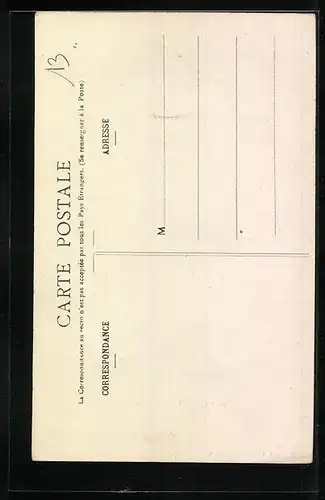 13
CARTE POSTALE
La Correspondance au recto n'est pas acceptée par tous les Pays Etrangers. (Se renseigner à la Poste)
CORRESPONDANCE
ADRESSE
M